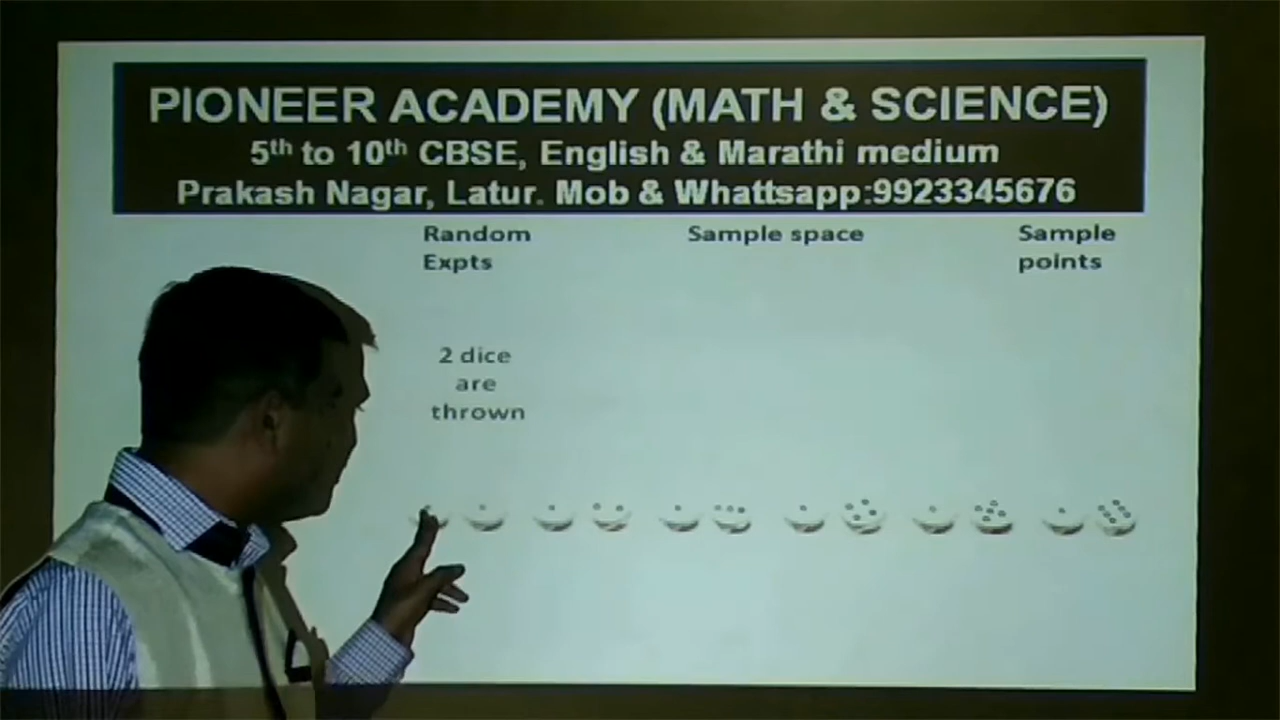 PIONEER ACADEMY (MATH & SCIENCE)
5th to 10th CBSE, English & Marathi medium
Prakash Nagar, Latur. Mob & Whattsapp:9923345676
Random Expts
Sample space
Sample points
2 dice
are
thrown